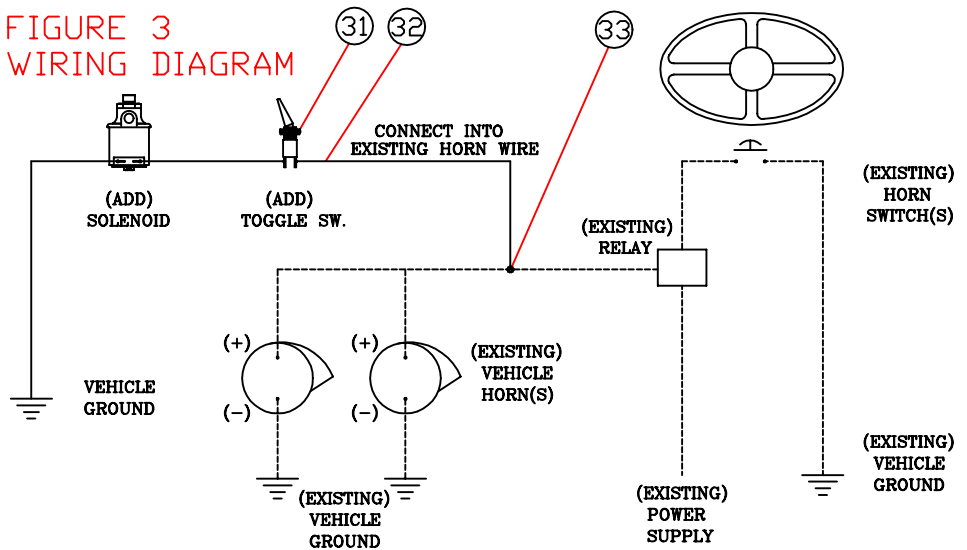 FIGURE 3
WIRING DIAGRAM
31
32
33
CONNECT INTO
EXISTING HORN WIRE
(ADD)
SOLENOID
(ADD)
TOGGLE SW.
(EXISTING)
HORN
SWITCH(S)
(EXISTING)
RELAY
(+)
(-)
(+)
(-)
(EXISTING)
VEHICLE
HORN(S)
VEHICLE
GROUND
(EXISTING)
VEHICLE
GROUND
(EXISTING)
POWER
SUPPLY
(EXISTING)
VEHICLE
GROUND